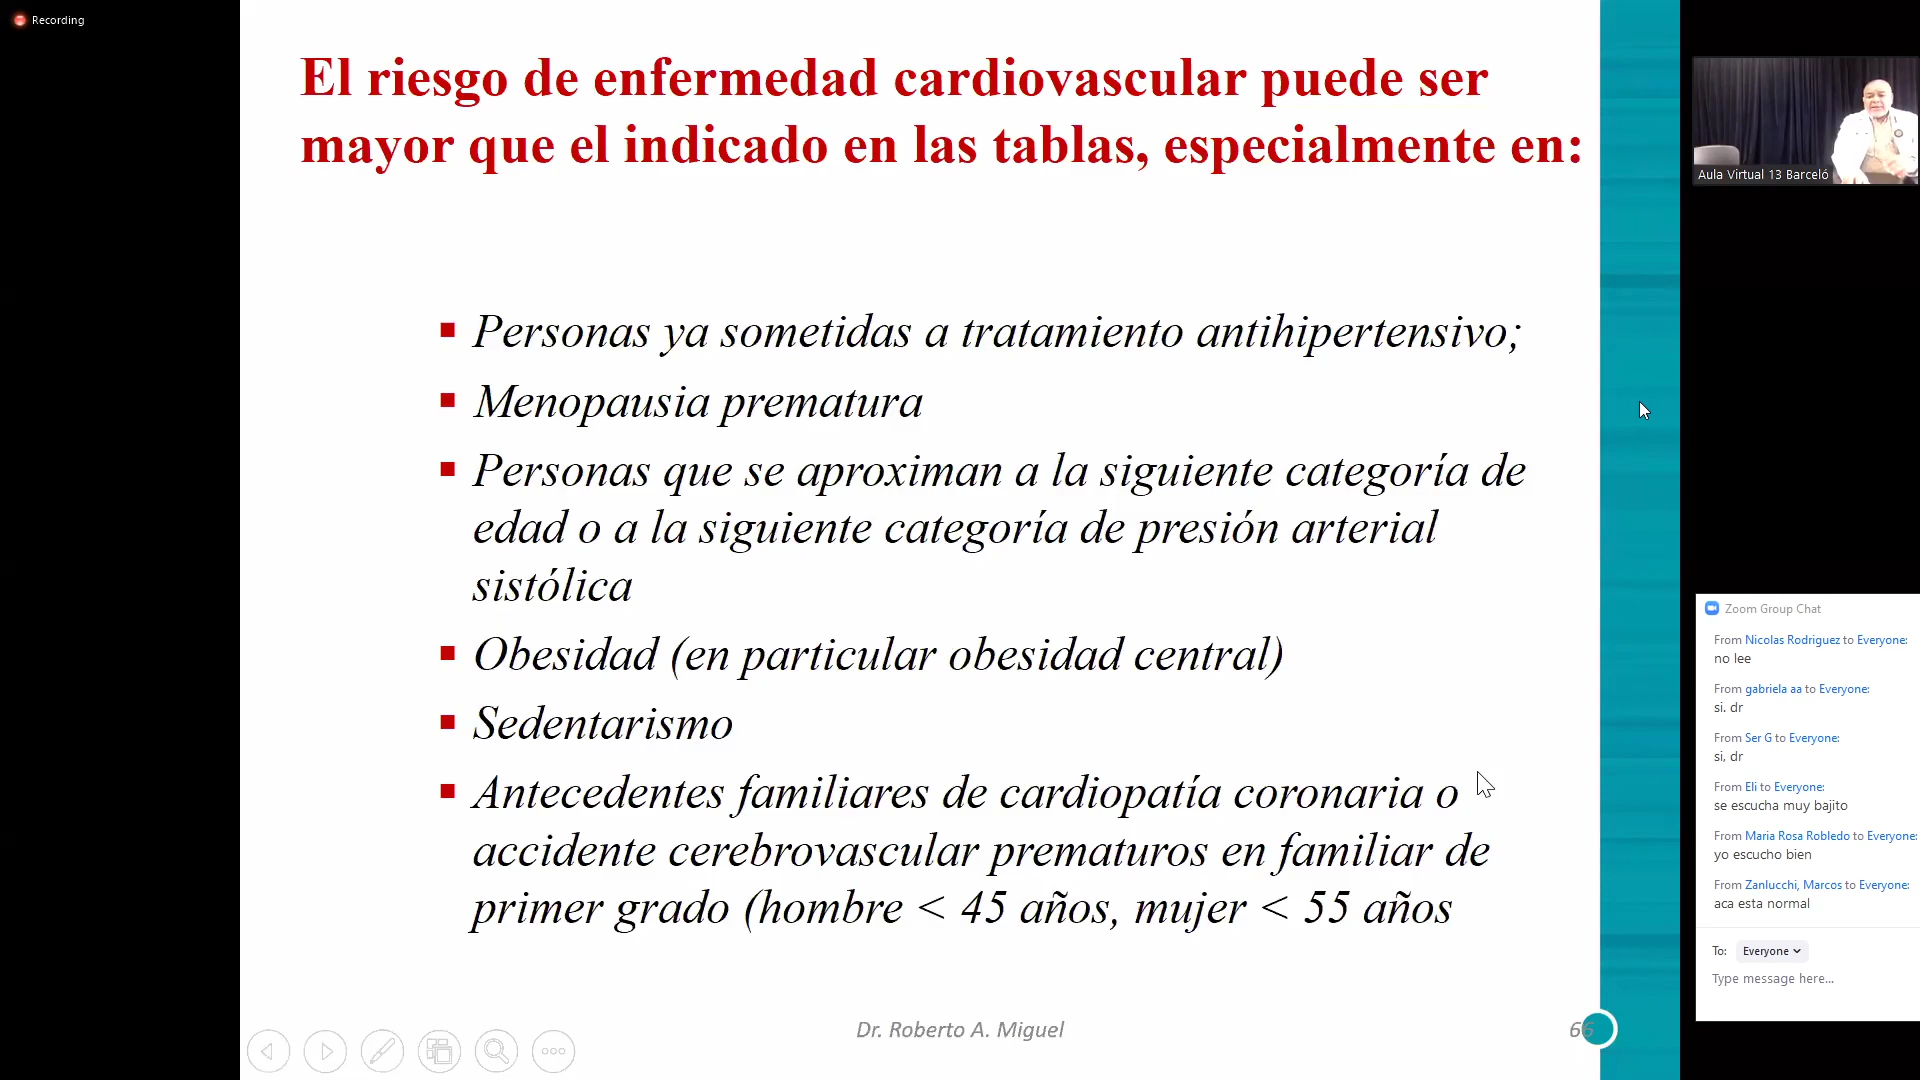 Recording
El riesgo de enfermedad cardiovascular puede ser
mayor que el indicado en las tablas, especialmente en:
Personas ya sometidas a tratamiento antihipertensivo;
Menopausia prematura
Personas que se aproximan a la siguiente categoría de
edad o a la siguiente categoría de presión arterial
sistólica
Obesidad (en particular obesidad central)
Sedentarismo
Antecedentes familiares de cardiopatía coronaria o
accidente cerebrovascular prematuros en familiar de
primer grado (hombre < 45 años, mujer < 55 años
Dr. Roberto A. Miguel
66
Aula Virtual 13 Barceló
Zoom Group Chat
From Nicolas Rodriguez to Everyone:
no lee
From gabriela aa to Everyone:
si. dr
From Ser G to Everyone:
si, dr
From Eli to Everyone:
se escucha muy bajito
From Maria Rosa Robledo to Everyone:
yo escucho bien
From Zanlucchi, Marcos to Everyone:
aca esta normal
To: Everyone
Type message here...